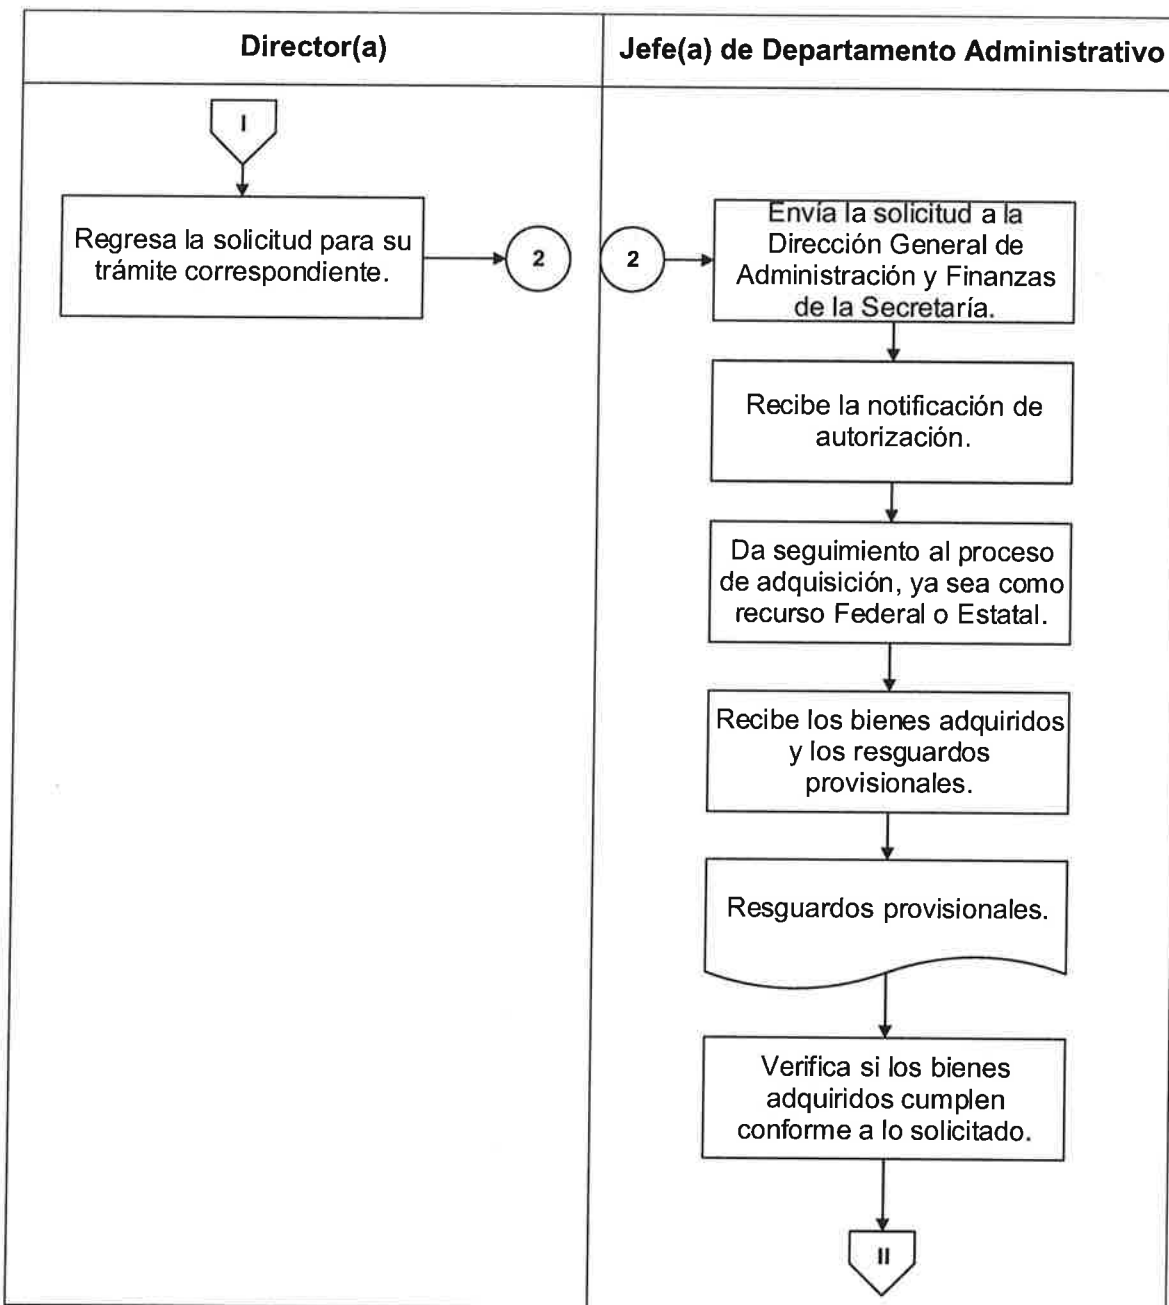 Director(a)
Jefe(a) de Departamento Administrativo
I
Regresa la solicitud para su
trámite correspondiente.
2
2
Envía la solicitud a la
Dirección General de
Administración y Finanzas
de la Secretaría.
Recibe la notificación de
autorización.
Da seguimiento al proceso
de adquisición, ya sea como
recurso Federal o Estatal.
Recibe los bienes adquiridos
y los resguardos
provisionales.
Resguardos provisionales.
Verifica si los bienes
adquiridos cumplen
conforme a lo solicitado.
II